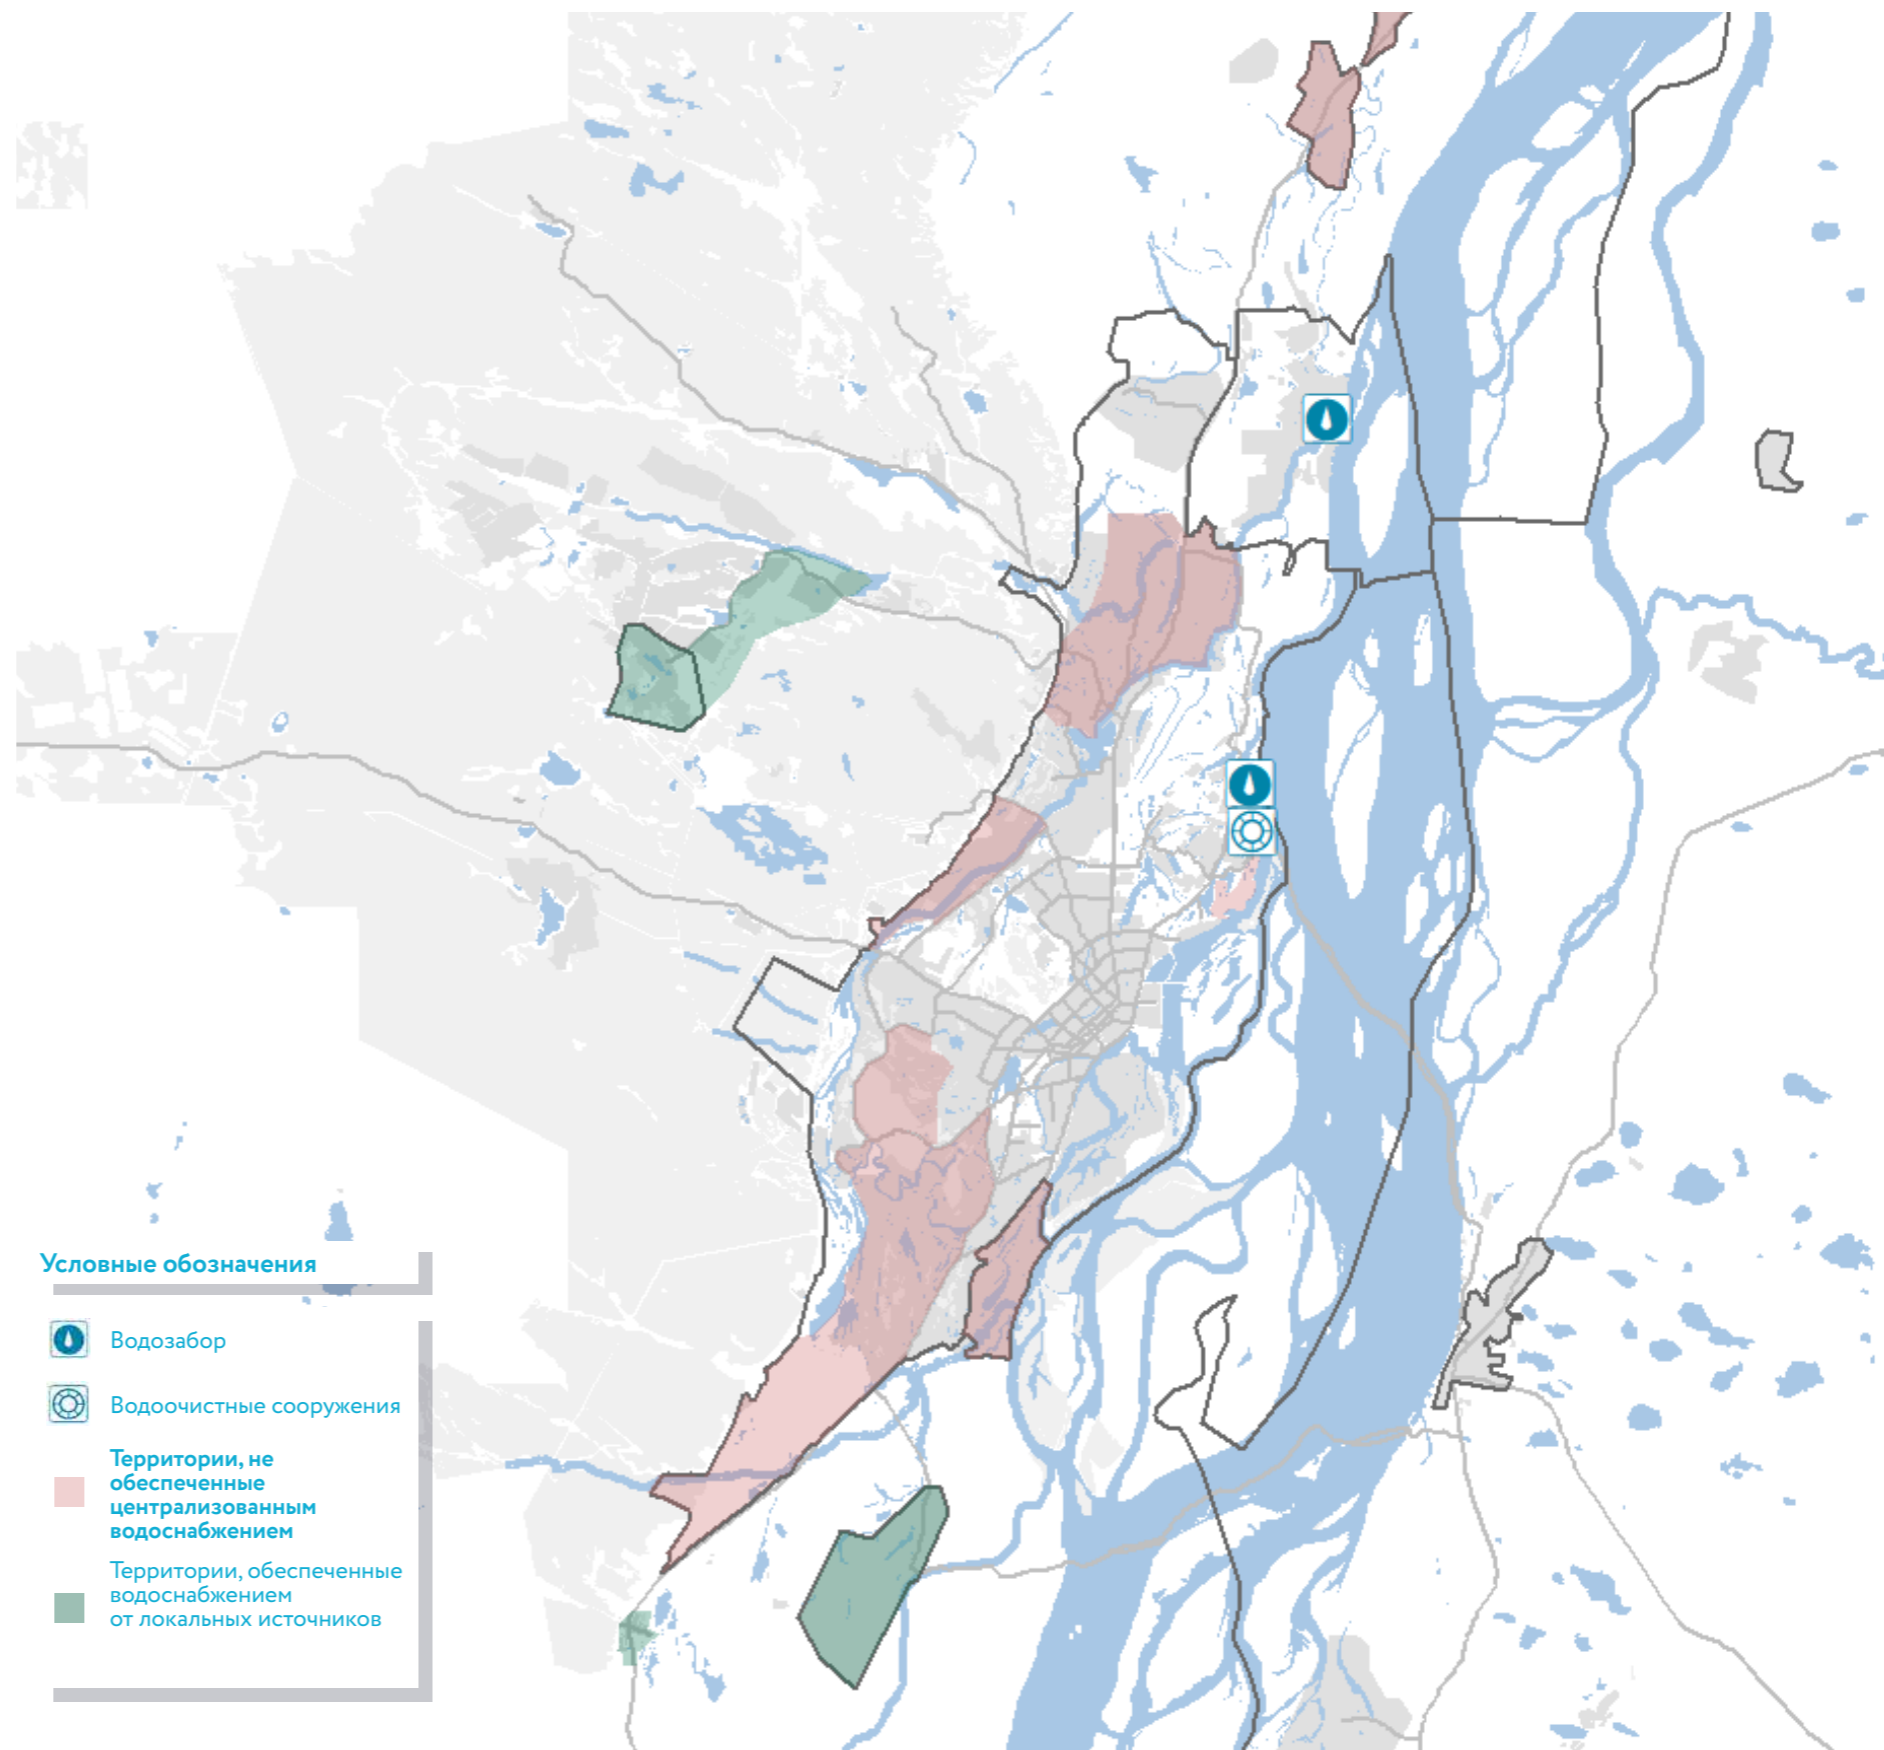 Условные обозначения
Водозабор
Водоочистные сооружения
Территории, не
обеспеченные
централизованным
водоснабжением
Территории, обеспеченные
водоснабжением
от локальных источников